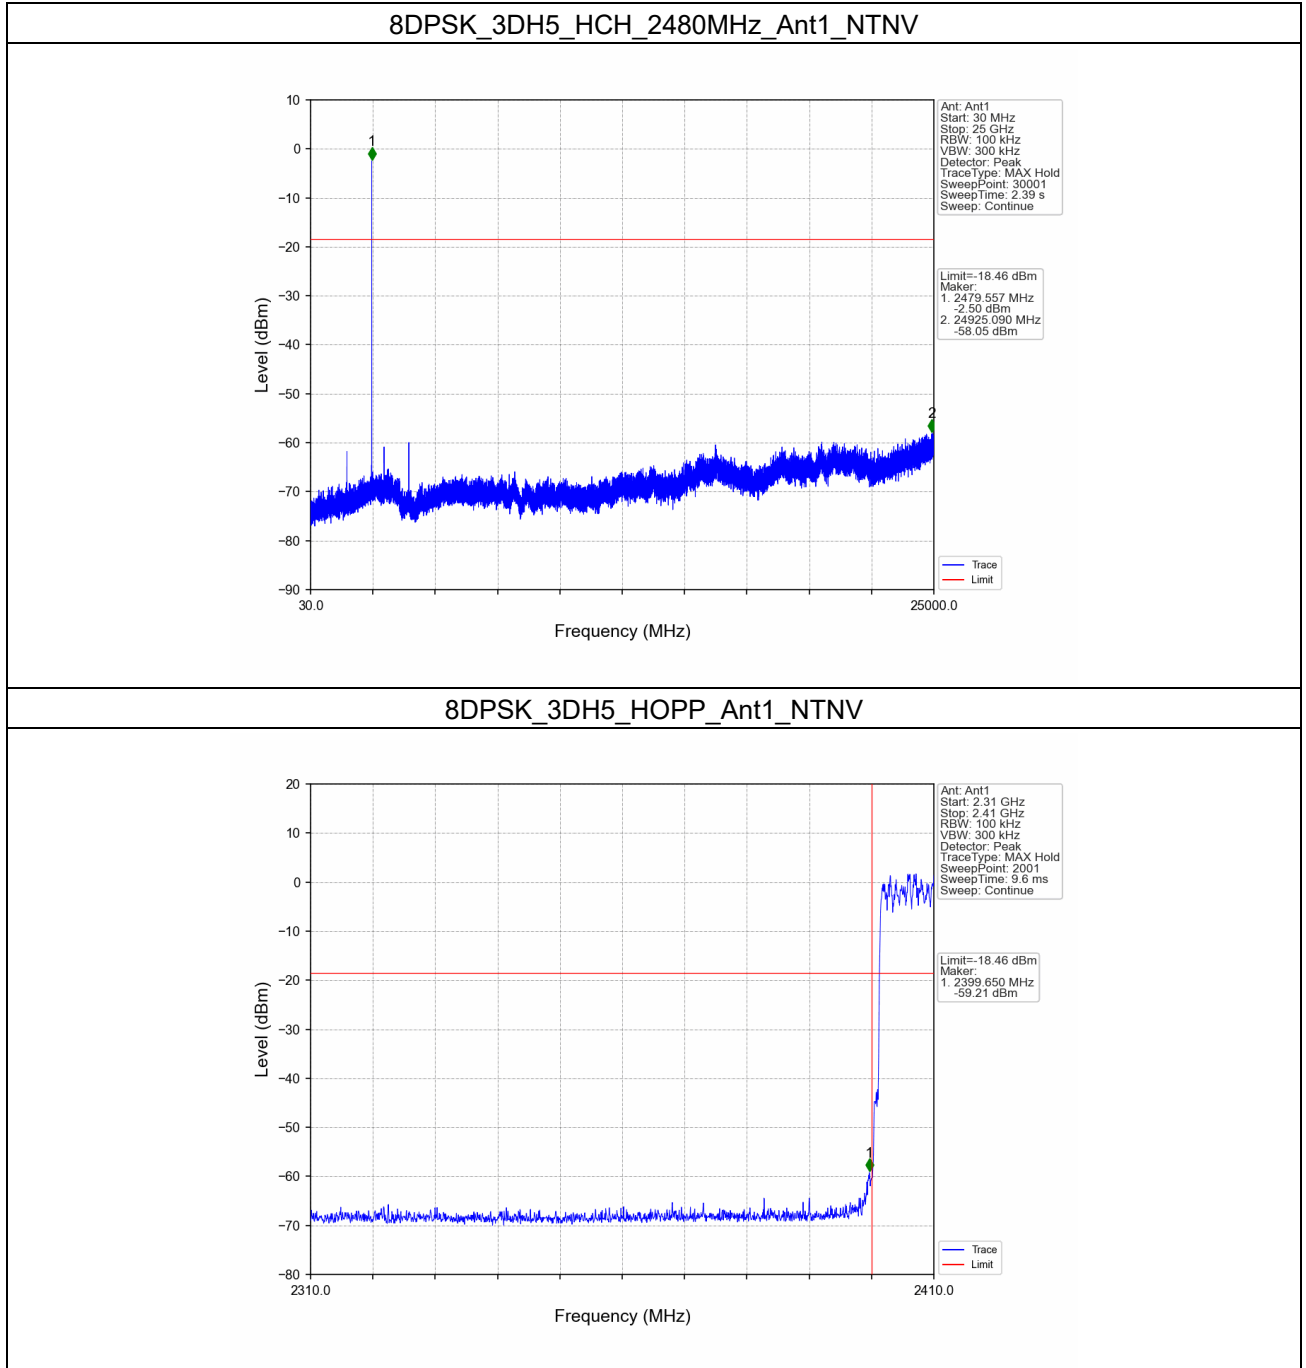 8DPSK_3DH5_HCH_2480MHz_Ant1_NTNV
10
0
−10
−20
−30
−40
−50
−60
−70
−80
−90
Level (dBm)
1
2
30.0
25000.0
Frequency (MHz)
Ant: Ant1
Start: 30 MHz
Stop: 25 GHz
RBW: 100 kHz
VBW: 300 kHz
Detector: Peak
TraceType: MAX Hold
SweepPoint: 30001
SweepTime: 2.39 s
Sweep: Continue
Limit=-18.46 dBm
Maker:
1. 2479.557 MHz
-2.50 dBm
2. 24925.090 MHz
-58.05 dBm
Trace
Limit
8DPSK_3DH5_HOPP_Ant1_NTNV
20
10
0
−10
−20
−30
−40
−50
−60
−70
−80
Level (dBm)
1
2310.0
2410.0
Frequency (MHz)
Ant: Ant1
Start: 2.31 GHz
Stop: 2.41 GHz
RBW: 100 kHz
VBW: 300 kHz
Detector: Peak
TraceType: MAX Hold
SweepPoint: 2001
SweepTime: 9.6 ms
Sweep: Continue
Limit=-18.46 dBm
Maker:
1. 2399.650 MHz
-59.21 dBm
Trace
Limit